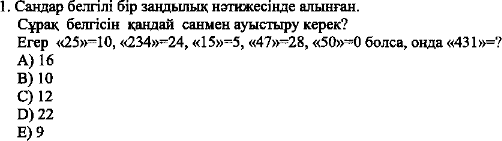 1. Сандар белгілі бір заңдылық нәтижесінде алынған.
Сұрақ белгісін қандай санмен ауыстыру керек?
Егер «25»=10, «234»=24, «15»=5, «47»=28, «50»=0 болса, онда «431»=?
A) 16
B) 10
C) 12
D) 22
E) 9